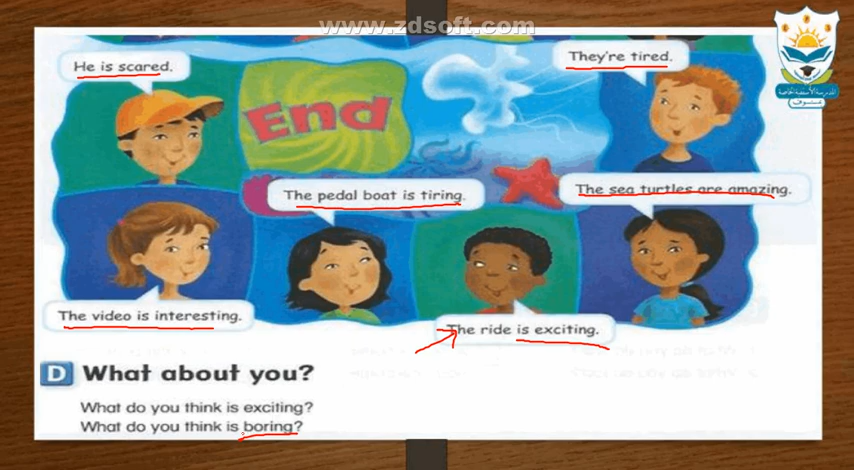 www.zdsoft.com
He is scared.
They're tired.
End
The pedal boat is tiring.
The sea turtles are amazing.
The video is interesting.
The ride is exciting.
D What about you?
What do you think is exciting?
What do you think is boring?